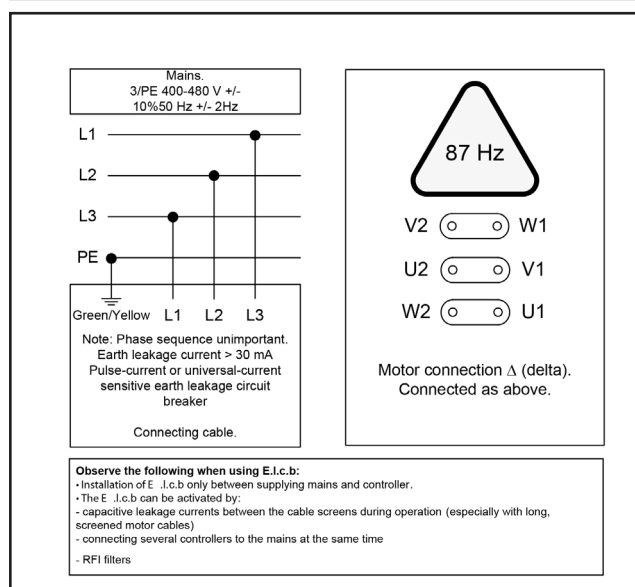 Mains.
3/PE 400-480 V +/-
10%50 Hz +/- 2Hz
L1
L2
L3
PE
Green/Yellow L1 L2 L3
Note: Phase sequence unimportant.
Earth leakage current > 30 mA
Pulse-current or universal-current
sensitive earth leakage circuit
breaker
Connecting cable.
87 Hz
V2 W1
U2 V1
W2 U1
Motor connection Δ (delta).
Connected as above.
Observe the following when using E.l.c.b:
• Installation of E .l.c.b only between supplying mains and controller.
• The E .l.c.b can be activated by:
- capacitive leakage currents between the cable screens during operation (especially with long,
screened motor cables)
- connecting several controllers to the mains at the same time
- RFI filters